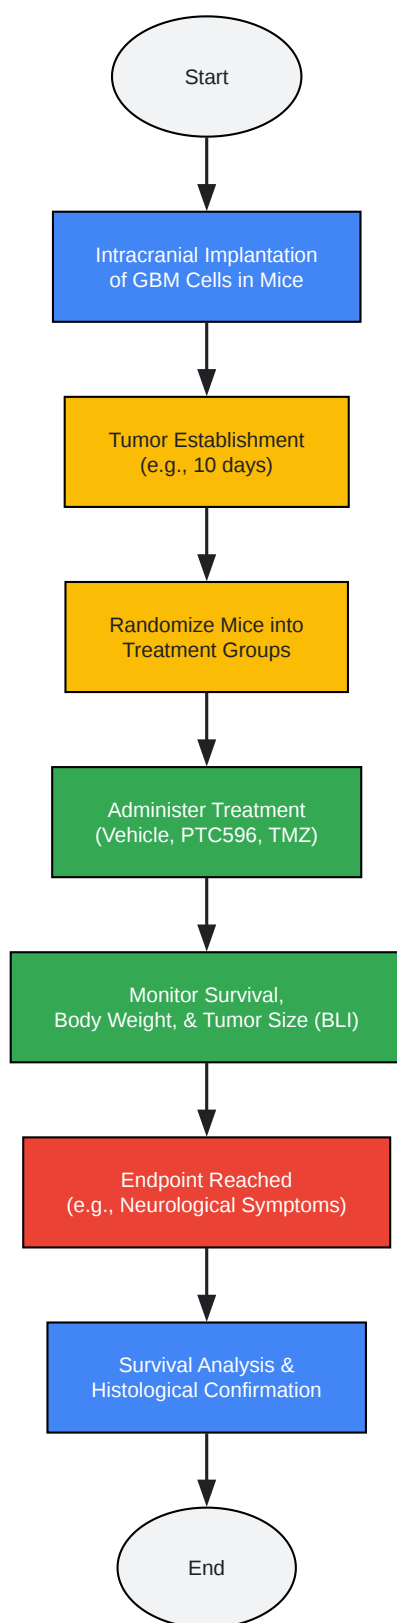 Start
Intracranial Implantation
of GBM Cells in Mice
Tumor Establishment
(e.g., 10 days)
Randomize Mice into
Treatment Groups
Administer Treatment
(Vehicle, PTC596, TMZ)
Monitor Survival,
Body Weight, & Tumor Size (BLI)
Endpoint Reached
(e.g., Neurological Symptoms)
Survival Analysis &
Histological Confirmation
End